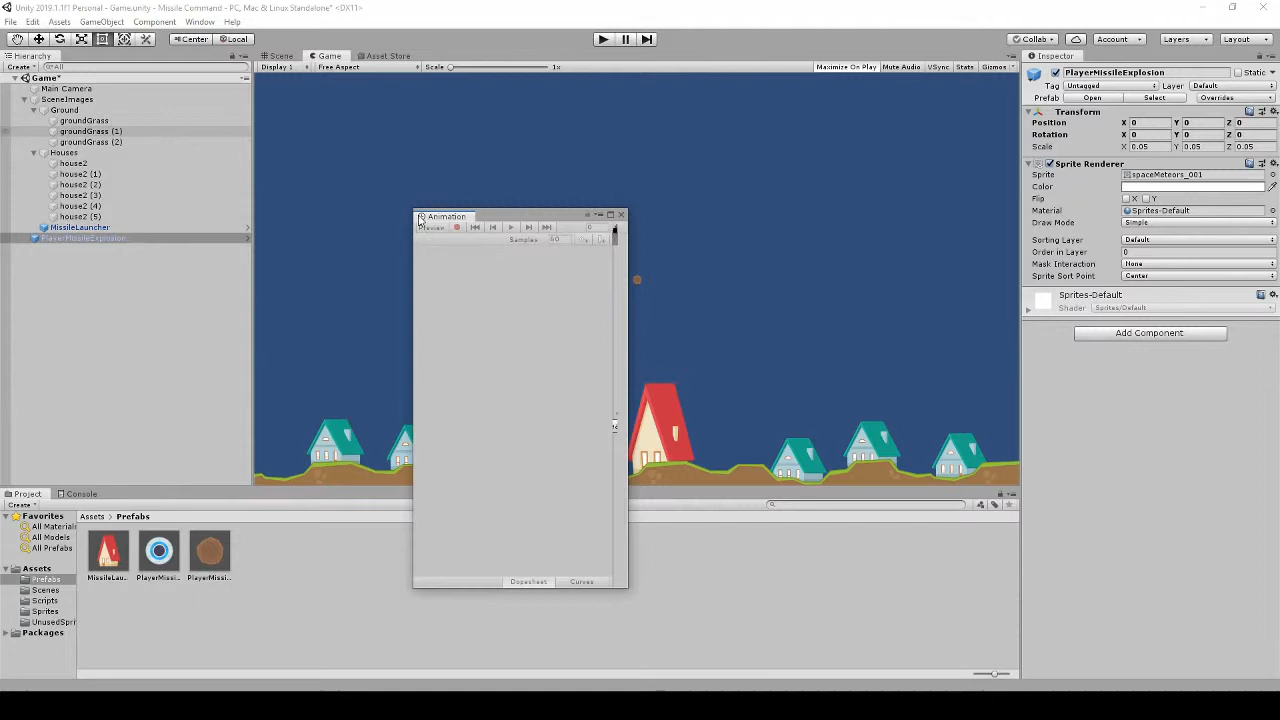 Unity 2019.1.1f1 Personal - Game.unity - Missile Command - PC, Mac & Linux Standalone* <DX11>
File Edit Assets GameObject Component Window Help
Center Local Collab Account Layers Layout
Hierarchy Scene Game Asset Store Inspector
Create All Display 1 Free Aspect Scale 1x Maximize On Play Mute Audio VSync Stats Gizmos
Game*
Main Camera
SceneImages
Ground
groundGrass
groundGrass (1)
groundGrass (2)
Houses
house2
house2 (1)
house2 (2)
house2 (3)
house2 (4)
house2 (5)
MissileLauncher
PlayerMissileExplosion
Animation
Preview 0
Samples 60
Dopesheet Curves
PlayerMissileExplosion Static
Tag Untagged Layer Default
Prefab Open Select Overrides
Transform
Position X 0 Y 0 Z 0
Rotation X 0 Y 0 Z 0
Scale X 0.05 Y 0.05 Z 0.05
Sprite Renderer
Sprite spaceMeteors_001
Color
Flip X Y
Material Sprites-Default
Draw Mode Simple
Sorting Layer Default
Order in Layer 0
Mask Interaction None
Sprite Sort Point Center
Sprites-Default
Shader Sprites/Default
Add Component
Project Console
Create
Favorites
All Material
All Models
All Prefabs
Assets
Prefabs
Scenes
Scripts
Sprites
UnusedSpri
Packages
Assets Prefabs
MissileLau... PlayerMissi... PlayerMissi...